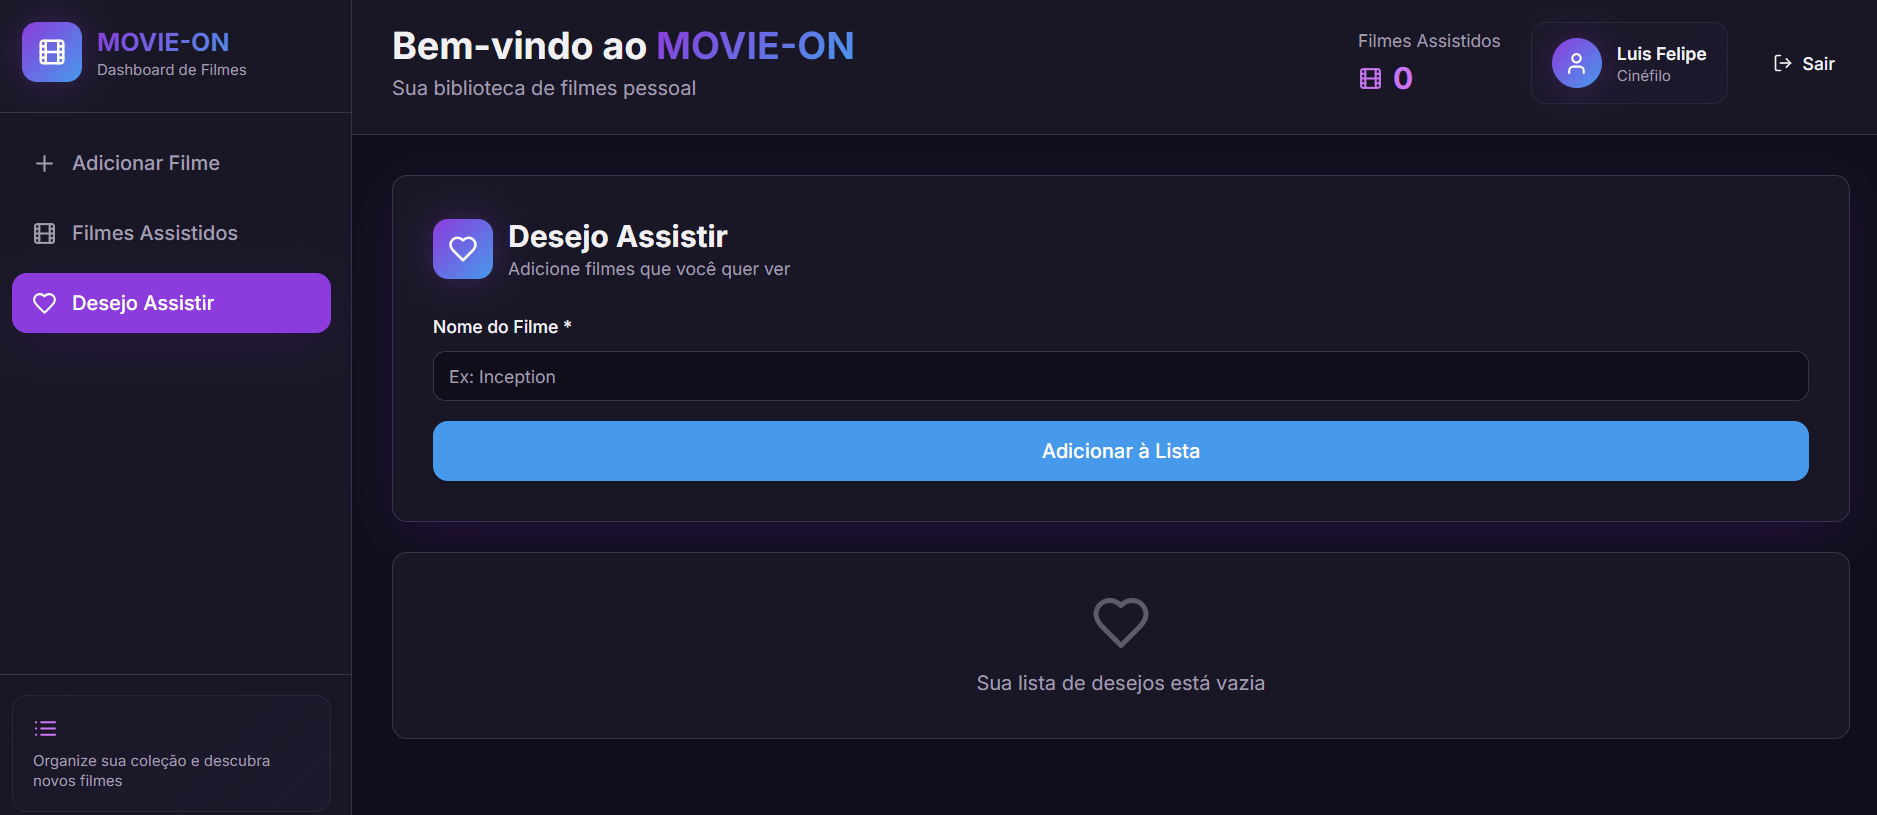 MOVIE-ON
Dashboard de Filmes
Adicionar Filme
Filmes Assistidos
Desejo Assistir
Organize sua coleção e descubra
novos filmes
Bem-vindo ao MOVIE-ON
Sua biblioteca de filmes pessoal
Filmes Assistidos
0
Luis Felipe
Cinéfilo
Sair
Desejo Assistir
Adicione filmes que você quer ver
Nome do Filme *
Ex: Inception
Adicionar à Lista
Sua lista de desejos está vazia